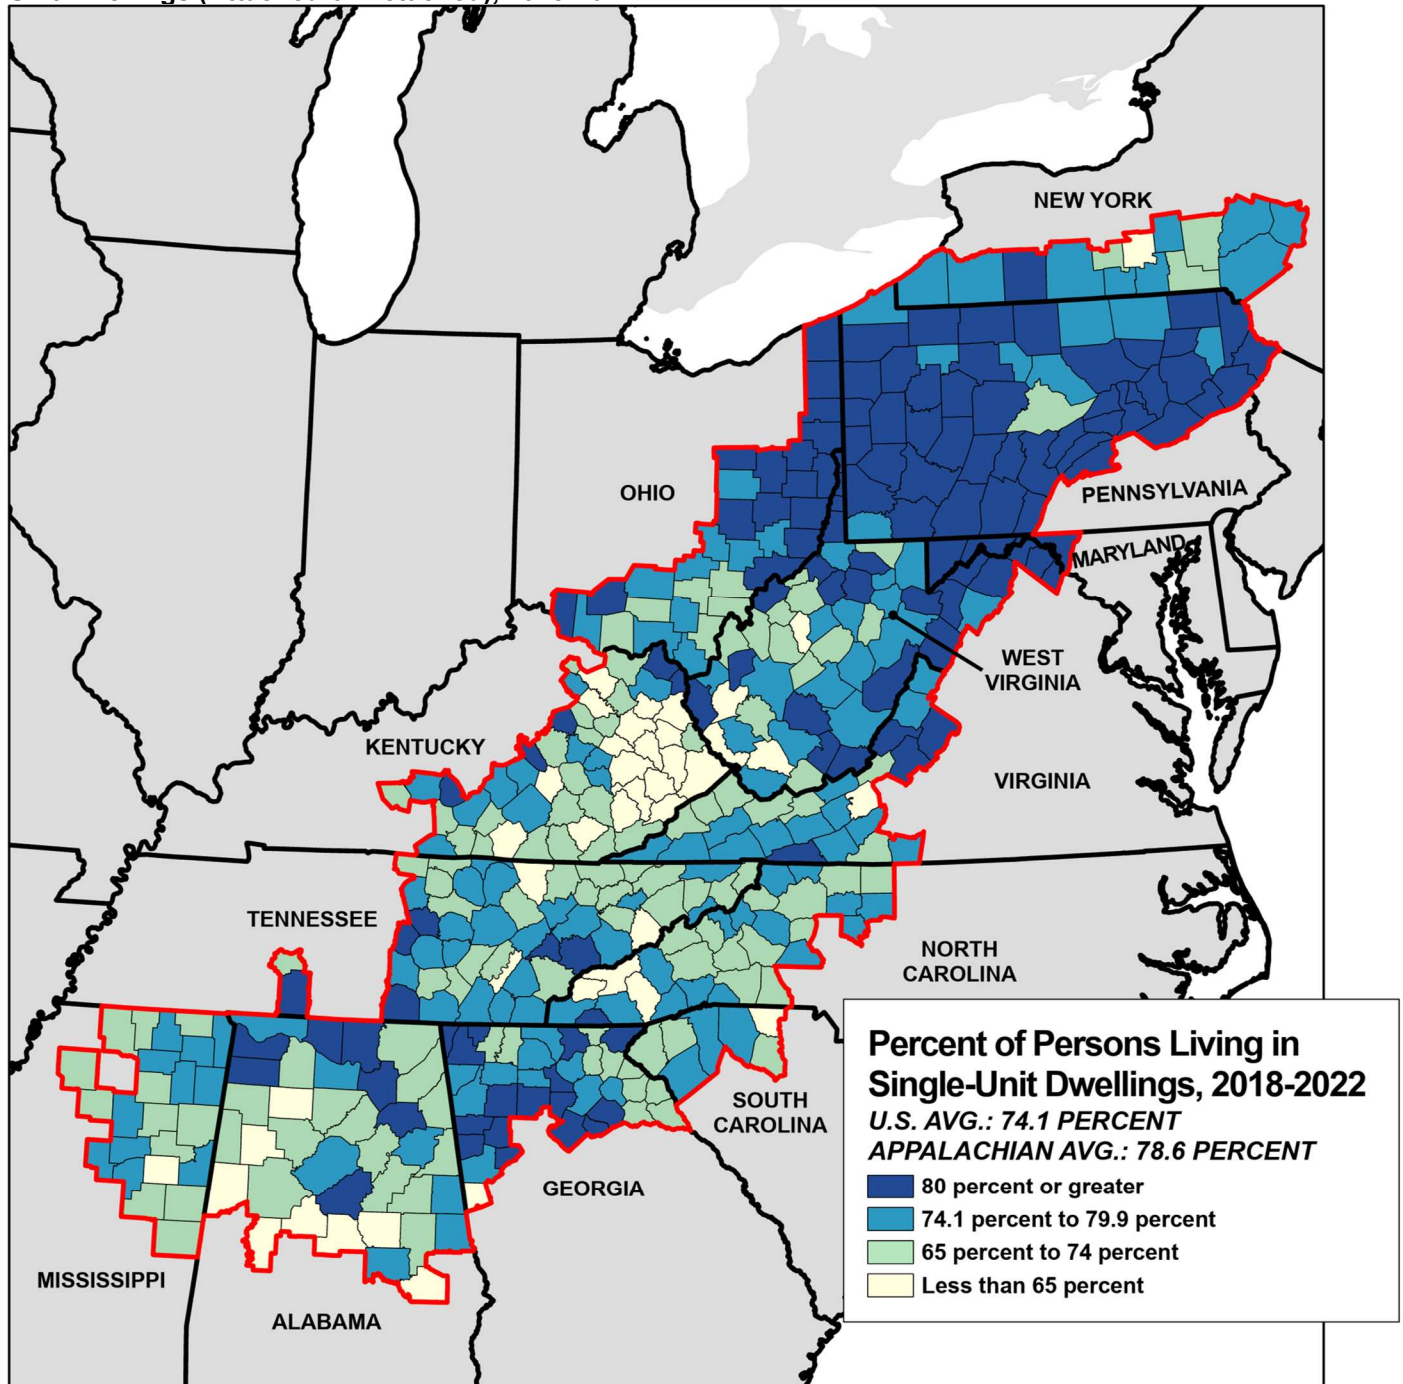 NEW YORK
OHIO
PENNSYLVANIA
MARYLAND
WEST
VIRGINIA
KENTUCKY
VIRGINIA
TENNESSEE
NORTH
CAROLINA
SOUTH
CAROLINA
GEORGIA
MISSISSIPPI
ALABAMA
Percent of Persons Living in
Single-Unit Dwellings, 2018-2022
U.S. AVG.: 74.1 PERCENT
APPALACHIAN AVG.: 78.6 PERCENT
80 percent or greater
74.1 percent to 79.9 percent
65 percent to 74 percent
Less than 65 percent